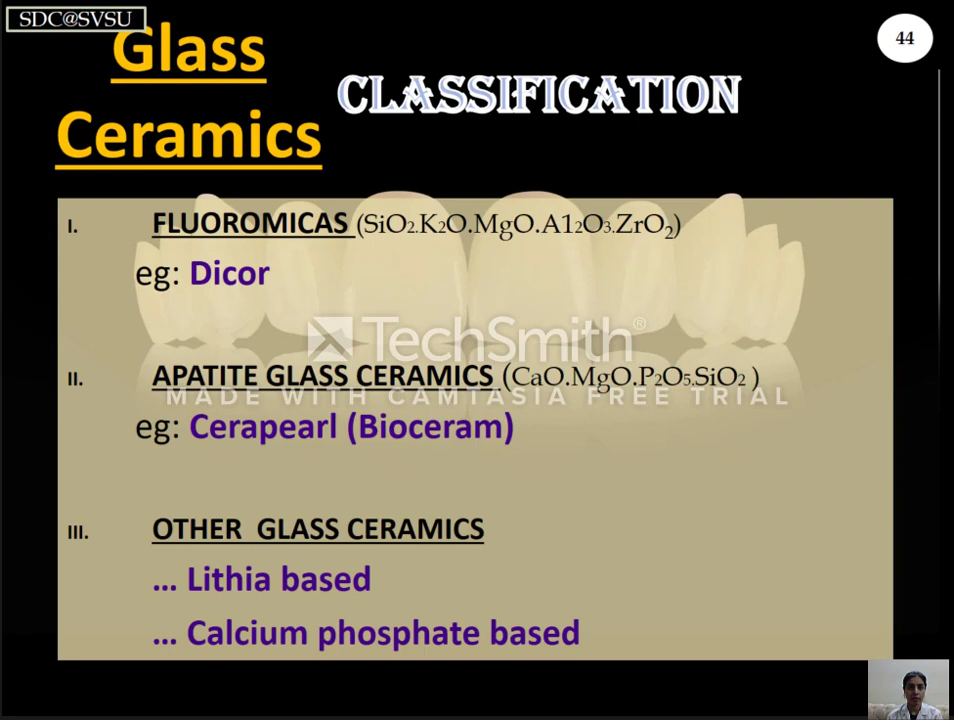 SDC@SVSU
44
Glass
Ceramics
CLASSIFICATION
I. FLUOROMICAS (SiO2.K2O.MgO.A12O3.ZrO2)
eg: Dicor
TechSmith®
II. APATITE GLASS CERAMICS (CaO.MgO.P2O5.SiO2 )
MADE WITH CAMTASIA FREE TRIAL
eg: Cerapearl (Bioceram)
III. OTHER GLASS CERAMICS
... Lithia based
... Calcium phosphate based